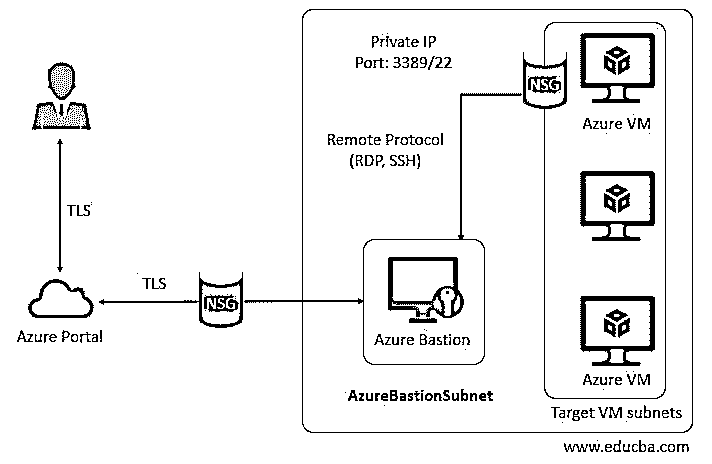 Private IP
Port: 3389/22
NSG
Azure VM
Remote Protocol
(RDP, SSH)
TLS
TLS
NSG
Azure Portal
Azure Bastion
Azure VM
AzureBastionSubnet
Target VM subnets
www.educba.com